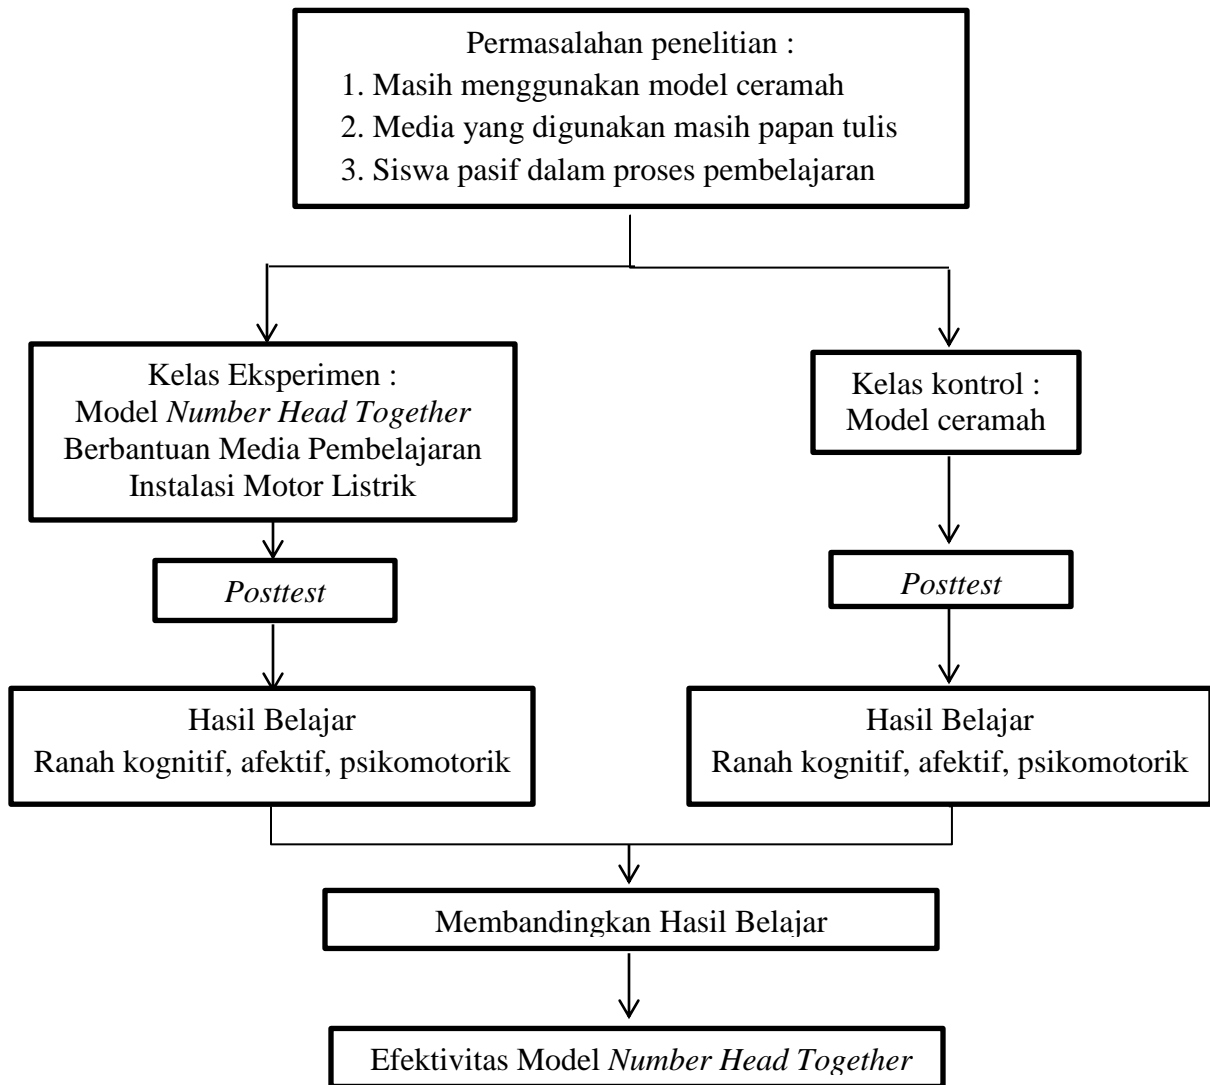 Permasalahan penelitian :
1. Masih menggunakan model ceramah
2. Media yang digunakan masih papan tulis
3. Siswa pasif dalam proses pembelajaran
Kelas Eksperimen :
Model Number Head Together
Berbantuan Media Pembelajaran
Instalasi Motor Listrik
Kelas kontrol :
Model ceramah
Posttest
Posttest
Hasil Belajar
Ranah kognitif, afektif, psikomotorik
Hasil Belajar
Ranah kognitif, afektif, psikomotorik
Membandingkan Hasil Belajar
Efektivitas Model Number Head Together